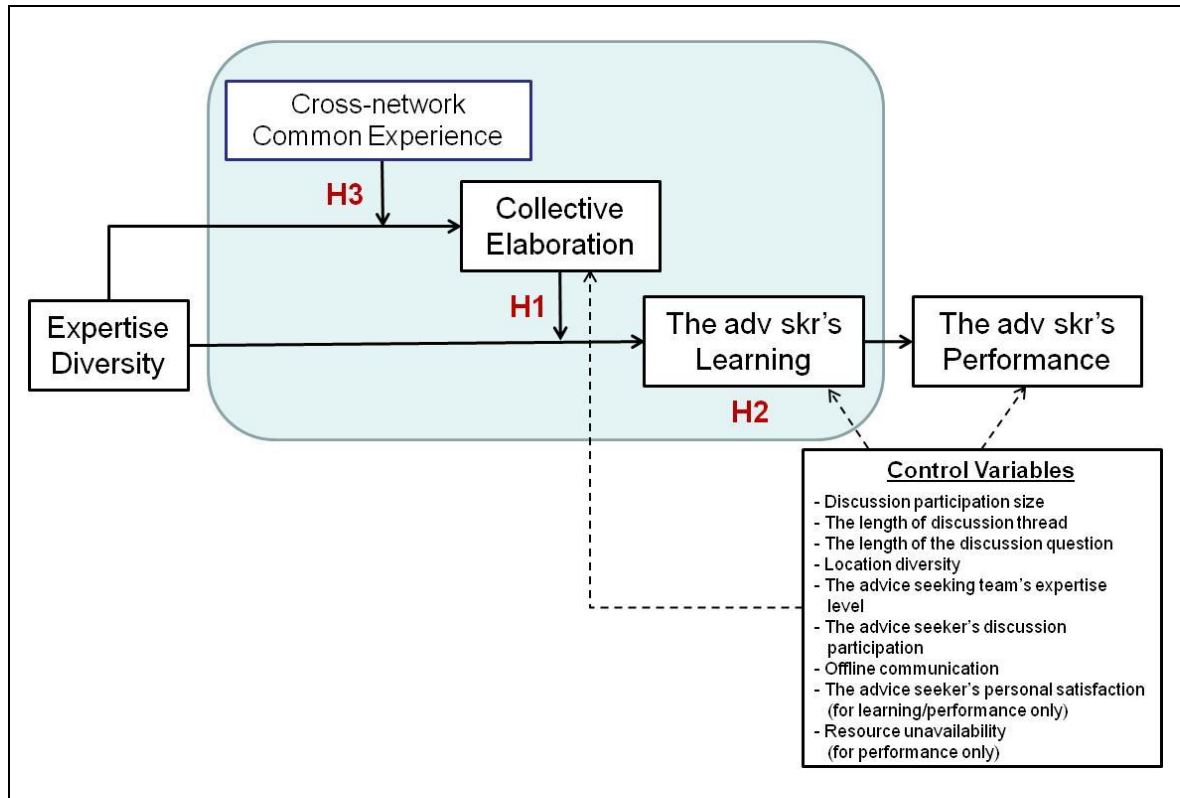 Cross-network
Common Experience
H3
Collective
Elaboration
H1
Expertise
Diversity
The adv skr's
Learning
H2
The adv skr's
Performance
Control Variables
- Discussion participation size
- The length of discussion thread
- The length of the discussion question
- Location diversity
- The advice seeking team's expertise
level
- The advice seeker's discussion
participation
- Offline communication
- The advice seeker's personal satisfaction
(for learning/performance only)
- Resource unavailability
(for performance only)